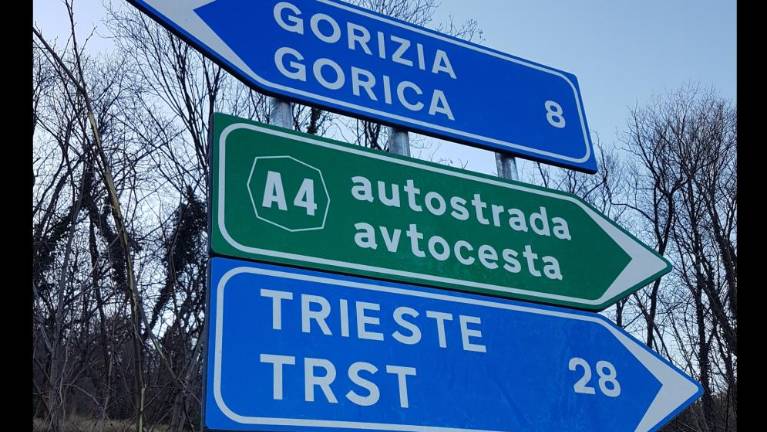 GORIZIA
GORICA 8
A4 autostrada
avtocesta
TRIESTE
TRST 28